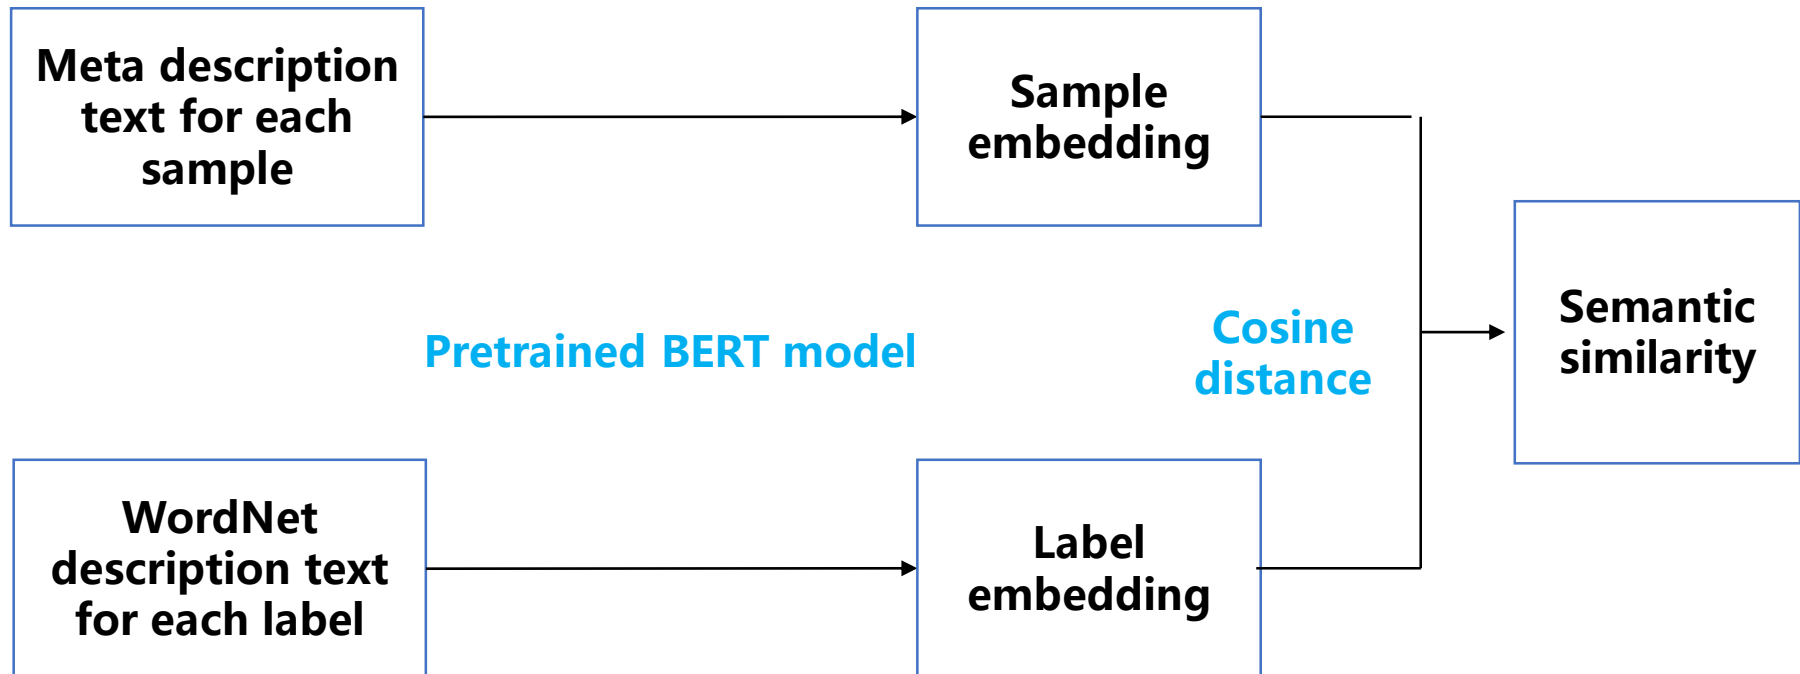 Meta description
text for each
sample
Sample
embedding
Pretrained BERT model
Cosine
distance
Semantic
similarity
WordNet
description text
for each label
Label
embedding